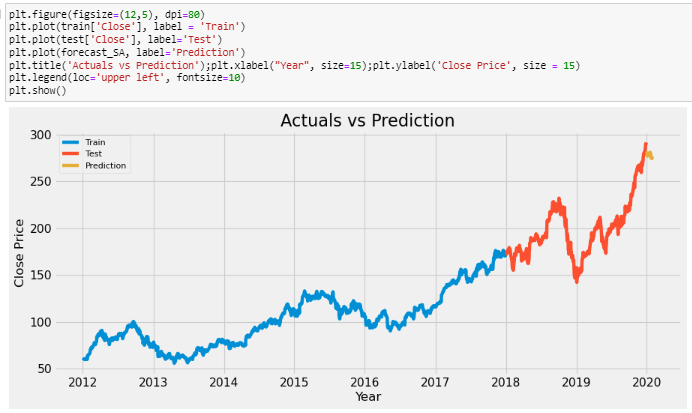 plt.figure(figsize=(12,5), dpi=80)
plt.plot(train['Close'], label = 'Train')
plt.plot(test['Close'], label='Test')
plt.plot(forecast_SA, label='Prediction')
plt.title('Actuals vs Prediction');plt.xlabel("Year", size=15);plt.ylabel('Close Price', size = 15)
plt.legend(loc='upper left', fontsize=10)
plt.show()
Actuals vs Prediction
Train
Test
Prediction
Close Price
300
250
200
150
100
50
2012 2013 2014 2015 2016 2017 2018 2019 2020
Year